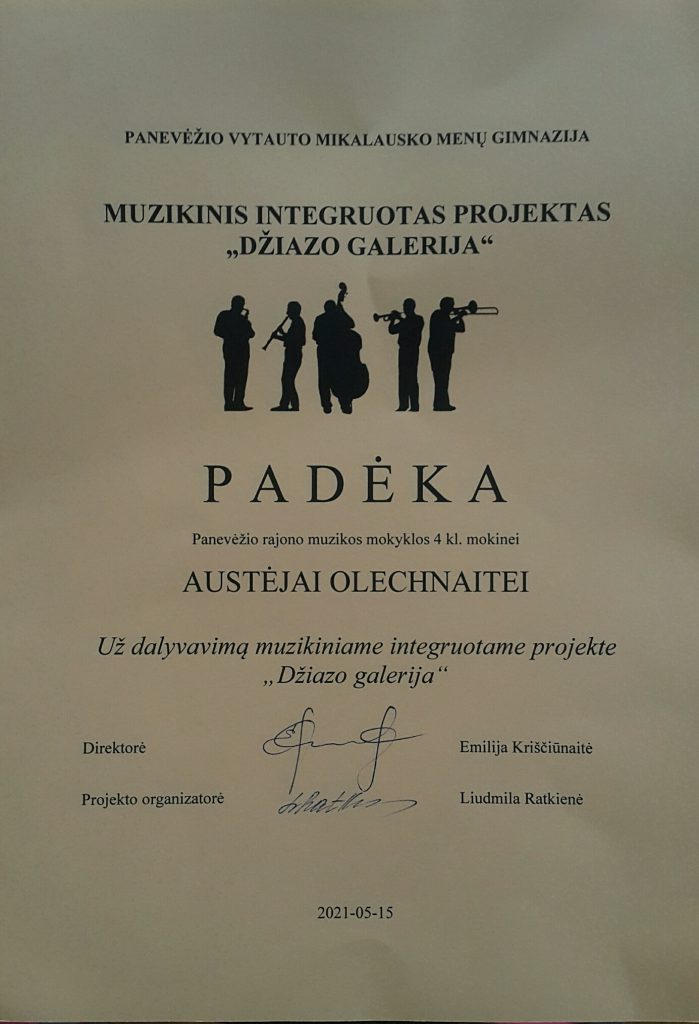 PANEVĖŽIO VYTAUTO MIKALAUSKO MENŲ GIMNAZIJA
MUZIKINIS INTEGRUOTAS PROJEKTAS
„DŽIAZO GALERIJA“
PADĖKA
Panevėžio rajono muzikos mokyklos 4 kl. mokinei
AUSTĖJAI OLECHNAITEI
Už dalyvavimą muzikiniame integruotame projekte
„Džiazo galerija“
Direktorė Emilija Kriščiūnaitė
Projekto organizatorė Liudmila Ratkienė
2021-05-15